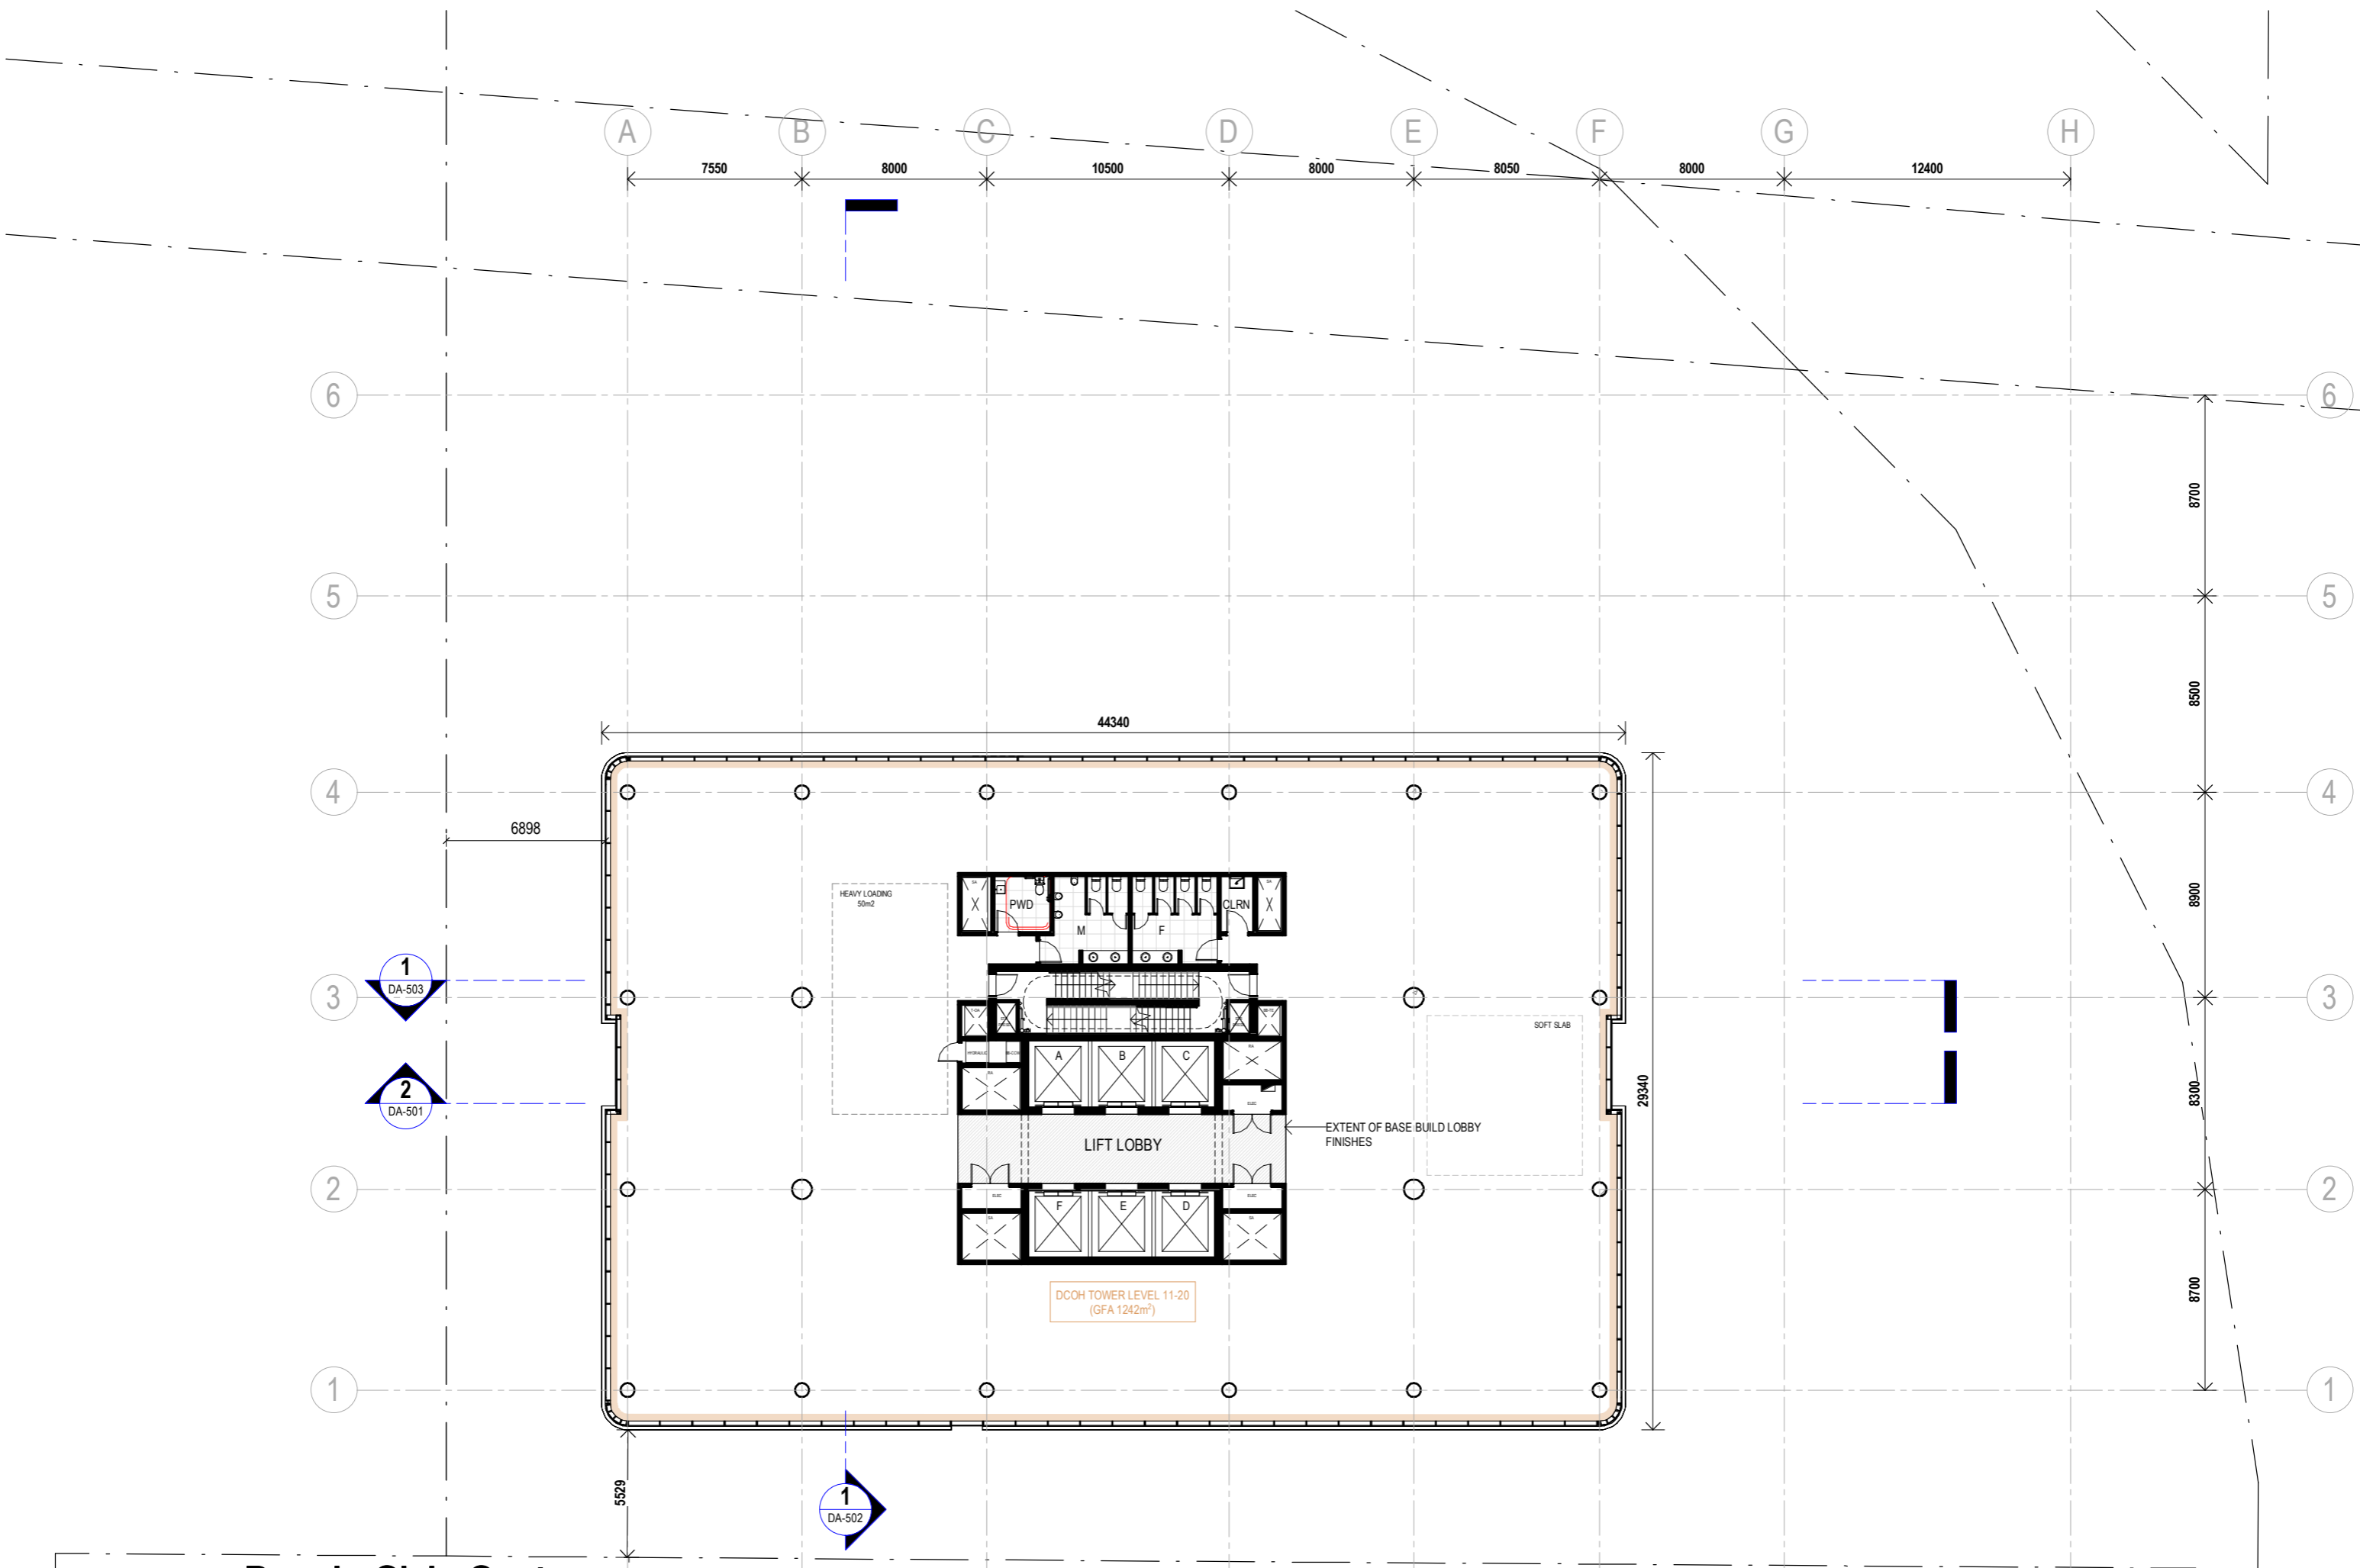 A B C D E F G H
7550 8000 10500 8000 8050 8000 12400
6 6
8700
5 5
8500
44340
4 4
6898
8900
HEAVY LOADING
50m2
PWD
CLRN
M F
1
DA-503
3 3
SOFT SLAB
A B C
2
DA-501
29340
8300
ELEC
EXTENT OF BASE BUILD LOBBY
FINISHES
LIFT LOBBY
2 2
ELEC ELEC
F E D
8700
DCOH TOWER LEVEL 11-20
(GFA 1242m²)
1 1
5529
1
DA-502